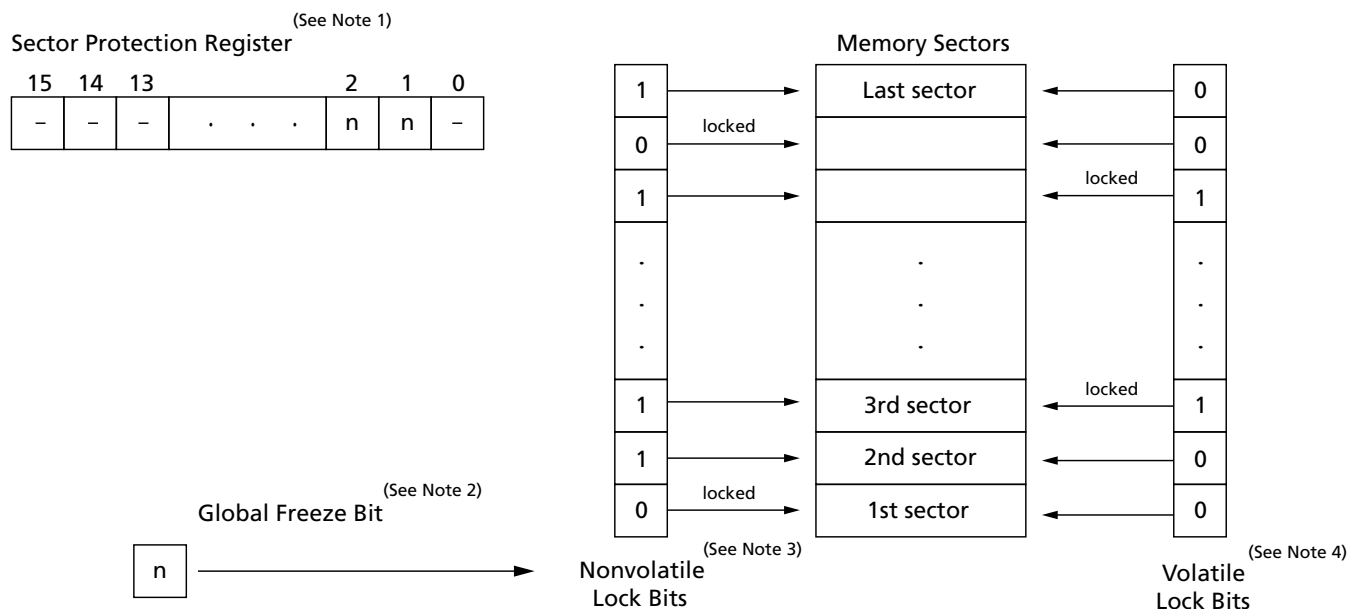 (See Note 1)
Sector Protection Register
15 14 13 2 1 0
– – – . . . n n –
Memory Sectors
1 Last sector 0
0 locked 0
1 locked 1
. . .
. . .
. . .
1 3rd sector locked 1
1 2nd sector 0
0 locked 1st sector 0
(See Note 2)
Global Freeze Bit
n
(See Note 3)
Nonvolatile
Lock Bits
(See Note 4)
Volatile
Lock Bits